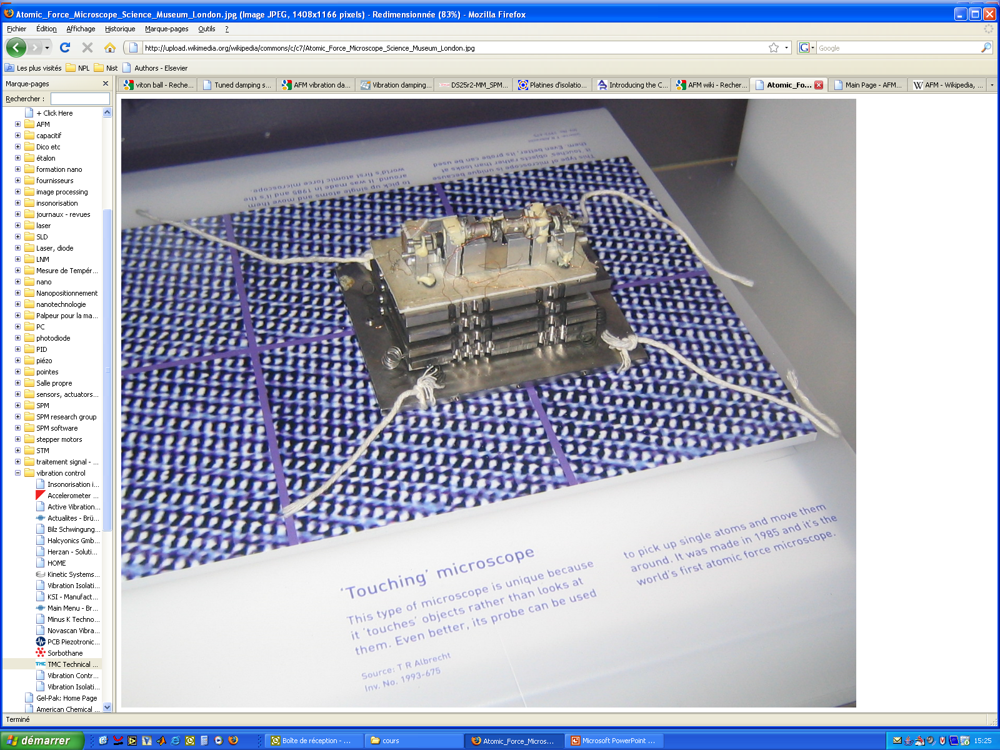 Atomic_Force_Microscope_Science_Museum_London.jpg (Image JPEG, 1408x1166 pixels) - Redimensionnée (83%) - Mozilla Firefox
Fichier Édition Affichage Historique Marque-pages Outils ?
http://upload.wikimedia.org/wikipedia/commons/c/c7/Atomic_Force_Microscope_Science_Museum_London.jpg
Google
Les plus visités NPL Nist Authors - Elsevier
Marque-pages
viton ball - Reche... Tuned damping s... AFM vibration da... Vibration damping... DS25r2-MM_SPM... Platines d'isolatio... Introducing the C... AFM wiki - Recher... Atomic_Fo... Main Page - AFM... AFM - Wikipedia, ...
Rechercher :
+ Click Here
AFM
capacitif
Dico etc
étalon
formation nano
fournisseurs
image processing
insonorisation
journaux - revues
laser
SLD
Laser, diode
LNM
Mesure de Tempér...
nano
Nanopositionnement
nanotechnologie
Palpeur pour la ma...
PC
photodiode
PID
piézo
pointes
Salle propre
sensors, actuators...
SPM
SPM research group
SPM software
stepper motors
STM
traitement signal - ...
vibration control
Insonorisation i...
Accelerometer ...
Active Vibration...
Actualites - Brü...
Bilz Schwingung...
Halcyonics Gmb...
Herzan - Soluti...
HOME
Kinetic Systems...
Vibration Isolati...
KSI - Manufact...
Main Menu - Br...
Minus K Techno...
Novascan Vibra...
PCB Piezotronic...
Sorbothane
TMC Technical ...
Vibration Contr...
Vibration Isolati...
Gel-Pak: Home Page
American Chemical ...
'Touching' microscope
This type of microscope is unique because
it 'touches' objects rather than looks at
them. Even better, its probe can be used
to pick up single atoms and move them
around. It was made in 1985 and it's the
world's first atomic force microscope.
Source: T R Albrecht
Inv. No. 1993-675
Terminé
démarrer
Boîte de réception - ...
cours
Atomic_Force_Micros...
Microsoft PowerPoint ...
15:25